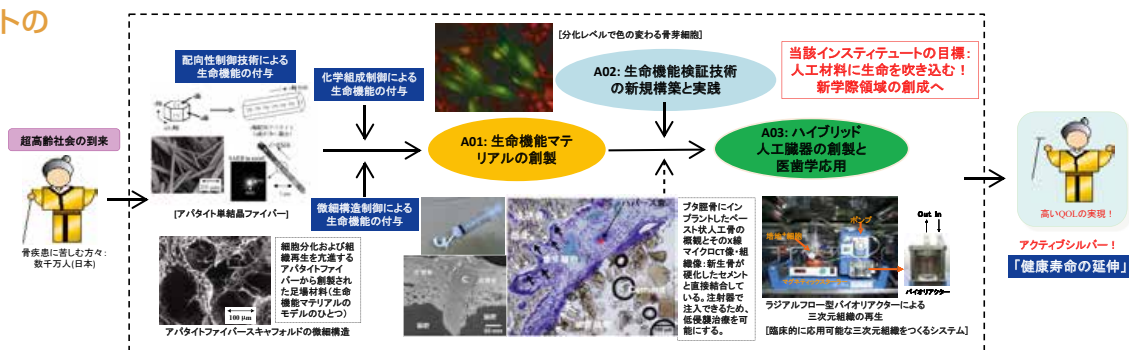 トの
超高齢社会の到来
骨疾患に苦しむ方々:
数千万人(日本)
配向性制御技術による
生命機能の付与
[アパタイト単結晶ファイバー]
化学組成制御による
生命機能の付与
微細構造制御による
生命機能の付与
100 μm
細胞分化および組
織再生を亢進する
アパタイトファイ
バーから創製され
た足場材料(生命
機能マテリアルの
モデルのひとつ)
アパタイトファイバースキャフォルドの微細構造
[分化レベルで色の変わる骨芽細胞]
A01: 生命機能マテ
リアルの創製
A02: 生命機能検証技術
の新規構築と実践
A03: ハイブリッド
人工臓器の創製と
医歯学応用
当該インスティテュートの目標:
人工材料に生命を吹き込む!
新学際領域の創成へ
ハバース管
ブタ脛骨にイン
プラントしたペー
スト状人工骨の
概観とそのX線
マイクロCT像・組
織像:新生骨が
硬化したセメント
と直接結合して
いる。注射器で
注入できるため、
低侵襲治療を可
能にする。
ポンプ
Out In
バイオリアクター
ラジアルフロー型バイオリアクターによる
三次元組織の再生
[臨床的に応用可能な三次元組織をつくるシステム]
高いQOLの実現!
アクティブシルバー!
「健康寿命の延伸」